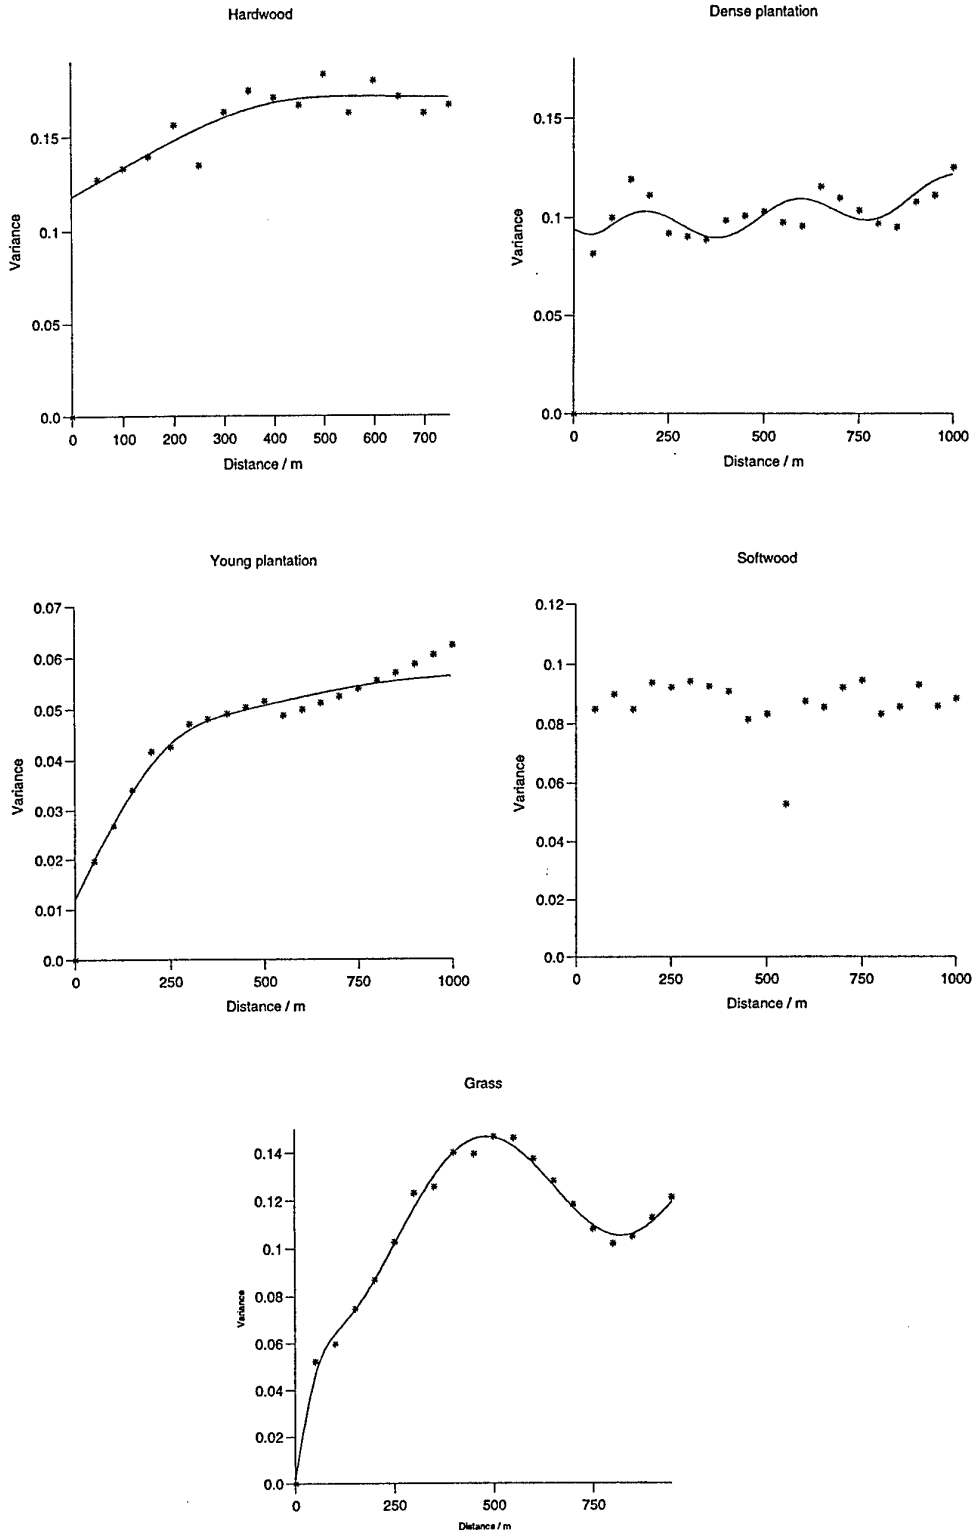 Hardwood
Variance
0.15
0.1
0.05
0.0
0 100 200 300 400 500 600 700
Distance / m
Dense plantation
Variance
0.15
0.1
0.05
0.0
0 250 500 750 1000
Distance / m
Young plantation
Variance
0.07
0.06
0.05
0.04
0.03
0.02
0.01
0.0
0 250 500 750 1000
Distance / m
Softwood
Variance
0.12
0.1
0.08
0.06
0.04
0.02
0.0
0 250 500 750 1000
Distance / m
Grass
Variance
0.14
0.12
0.1
0.08
0.06
0.04
0.02
0.0
0 250 500 750
Distance / m